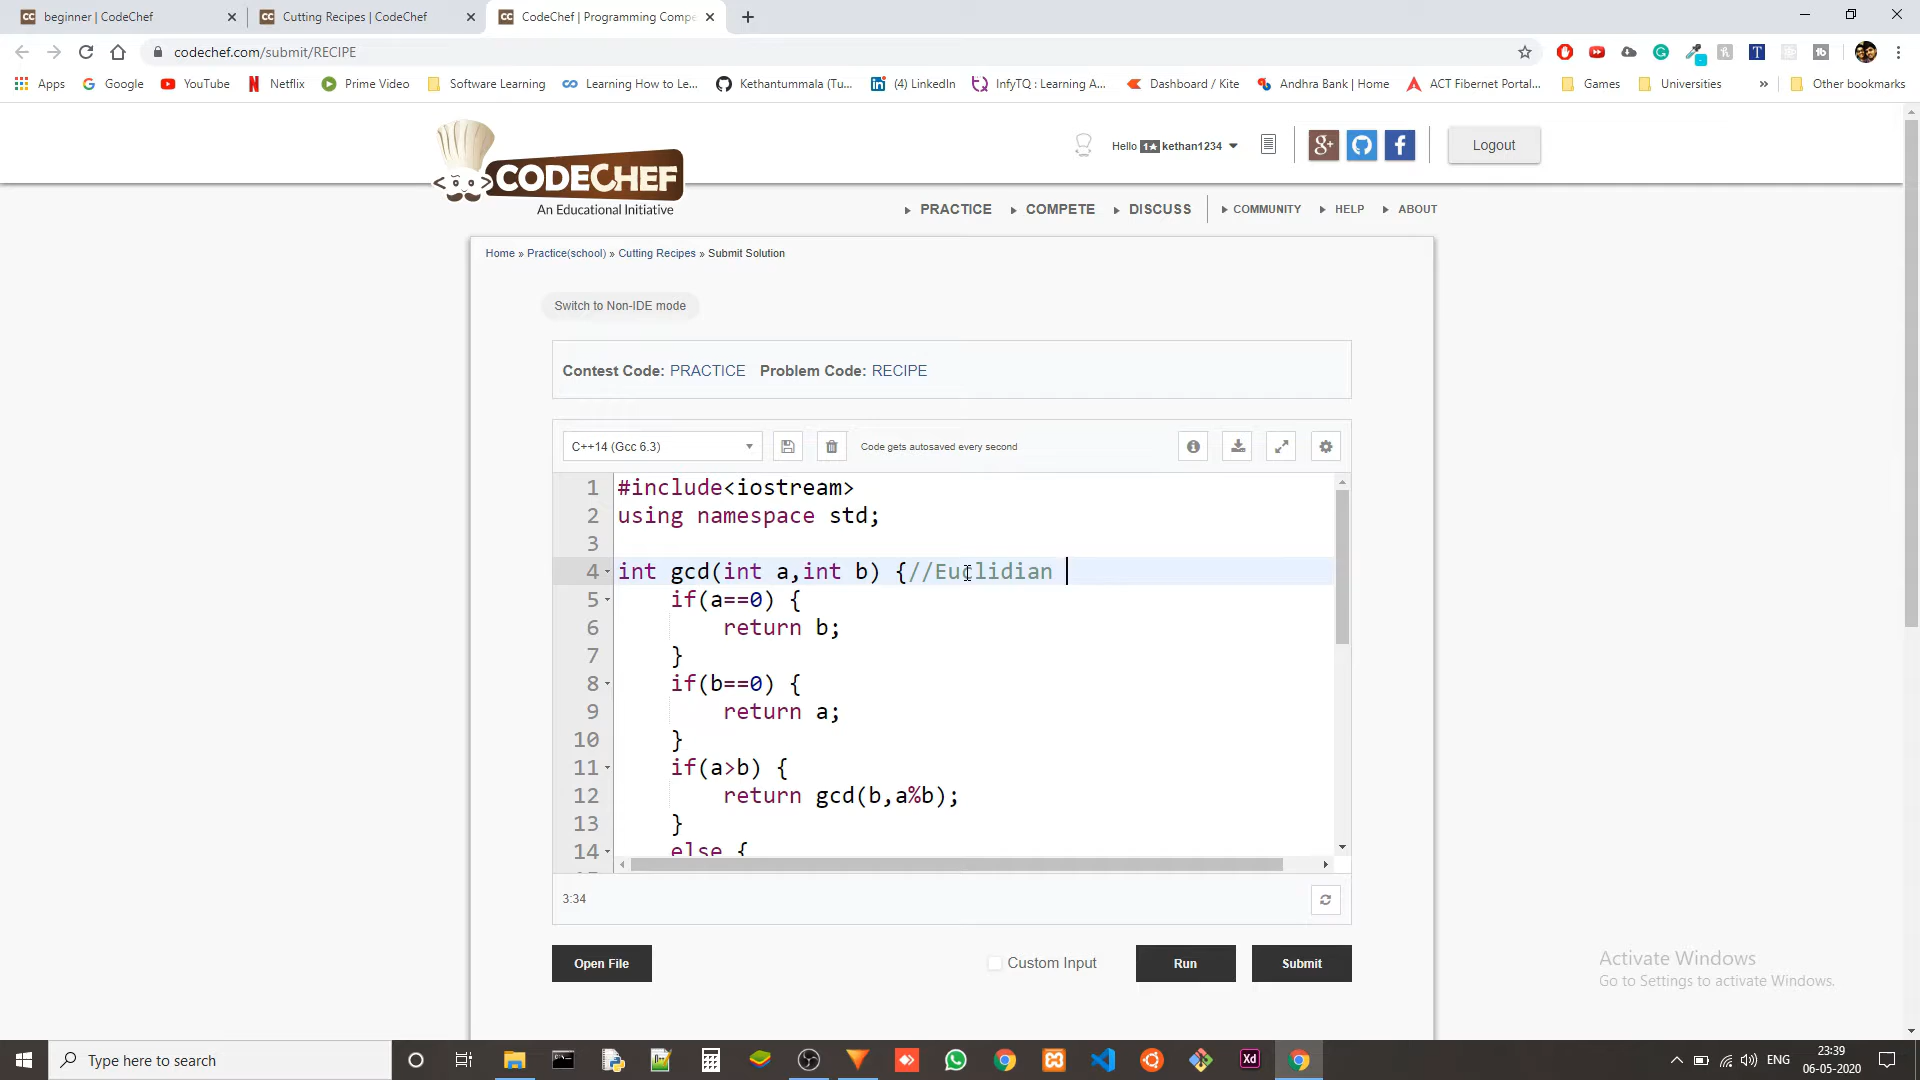 beginner | CodeChef
Cutting Recipes | CodeChef
CodeChef | Programming Compe
codechef.com/submit/RECIPE
Apps
Google
YouTube
Netflix
Prime Video
Software Learning
Learning How to Le...
Kethantummala (Tu...
(4) LinkedIn
InfyTQ : Learning A...
Dashboard / Kite
Andhra Bank | Home
ACT Fibernet Portal...
Games
Universities
»
Other bookmarks
CODECHEF
An Educational Initiative
Hello 1★ kethan1234
Logout
PRACTICE
COMPETE
DISCUSS
COMMUNITY
HELP
ABOUT
Home » Practice(school) » Cutting Recipes » Submit Solution
Switch to Non-IDE mode
Contest Code: PRACTICE Problem Code: RECIPE
C++14 (Gcc 6.3)
Code gets autosaved every second
1 #include<iostream>
2 using namespace std;
3
4 int gcd(int a,int b) {//Euclidian
5 if(a==0) {
6 return b;
7 }
8 if(b==0) {
9 return a;
10 }
11 if(a>b) {
12 return gcd(b,a%b);
13 }
14 else {
3:34
Open File
Custom Input
Run
Submit
Activate Windows
Go to Settings to activate Windows.
Type here to search
Xd
ENG
23:39
06-05-2020